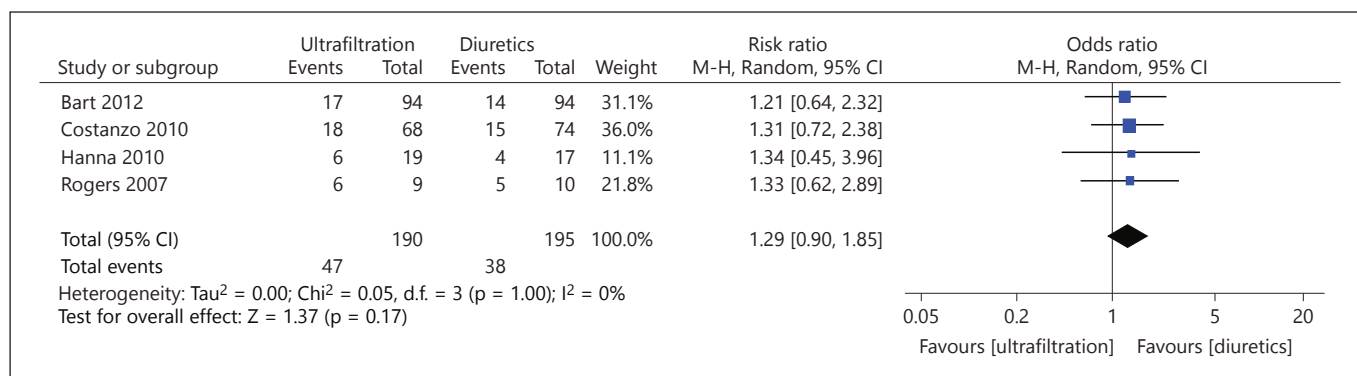 Ultrafiltration Diuretics Risk ratio Odds ratio
Study or subgroup Events Total Events Total Weight M-H, Random, 95% CI M-H, Random, 95% CI
Bart 2012 17 94 14 94 31.1% 1.21 [0.64, 2.32]
Costanzo 2010 18 68 15 74 36.0% 1.31 [0.72, 2.38]
Hanna 2010 6 19 4 17 11.1% 1.34 [0.45, 3.96]
Rogers 2007 6 9 5 10 21.8% 1.33 [0.62, 2.89]
Total (95% CI) 190 195 100.0% 1.29 [0.90, 1.85]
Total events 47 38
Heterogeneity: Tau² = 0.00; Chi² = 0.05, d.f. = 3 (p = 1.00); I² = 0%
Test for overall effect: Z = 1.37 (p = 0.17)
0.05 0.2 1 5 20
Favours [ultrafiltration] Favours [diuretics]